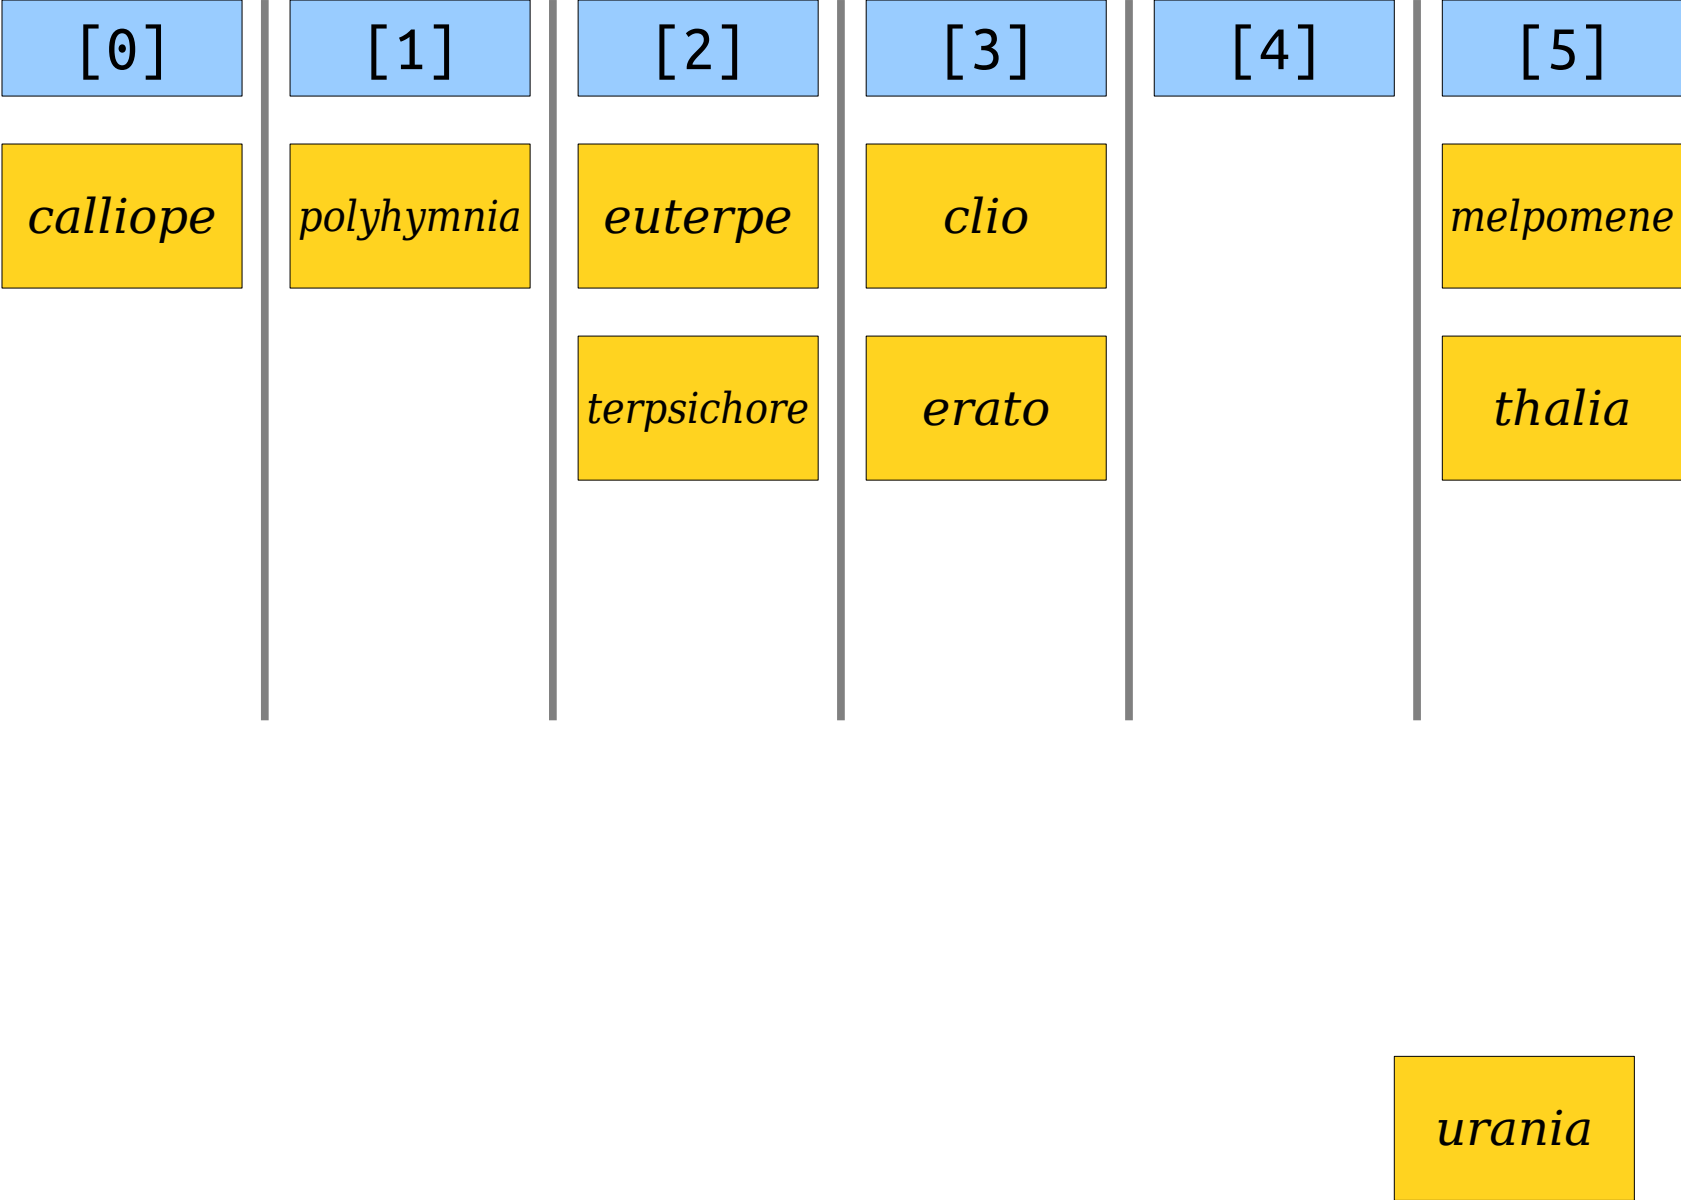 [0] [1] [2] [3] [4] [5]
calliope polyhymnia euterpe clio melpomene
terpsichore erato thalia
urania